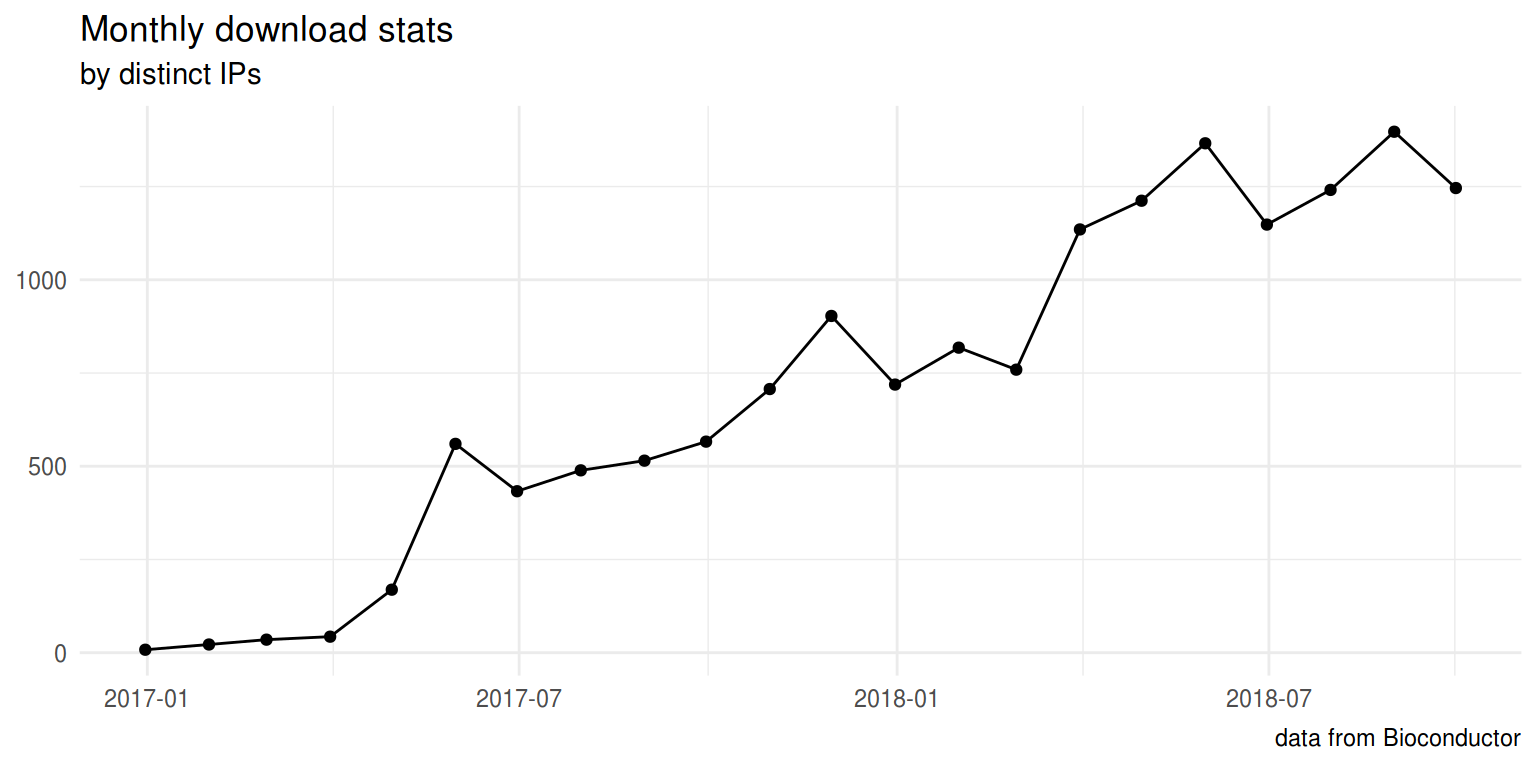 Monthly download stats
by distinct IPs
1000
500
0
2017-01 2017-07 2018-01 2018-07
data from Bioconductor